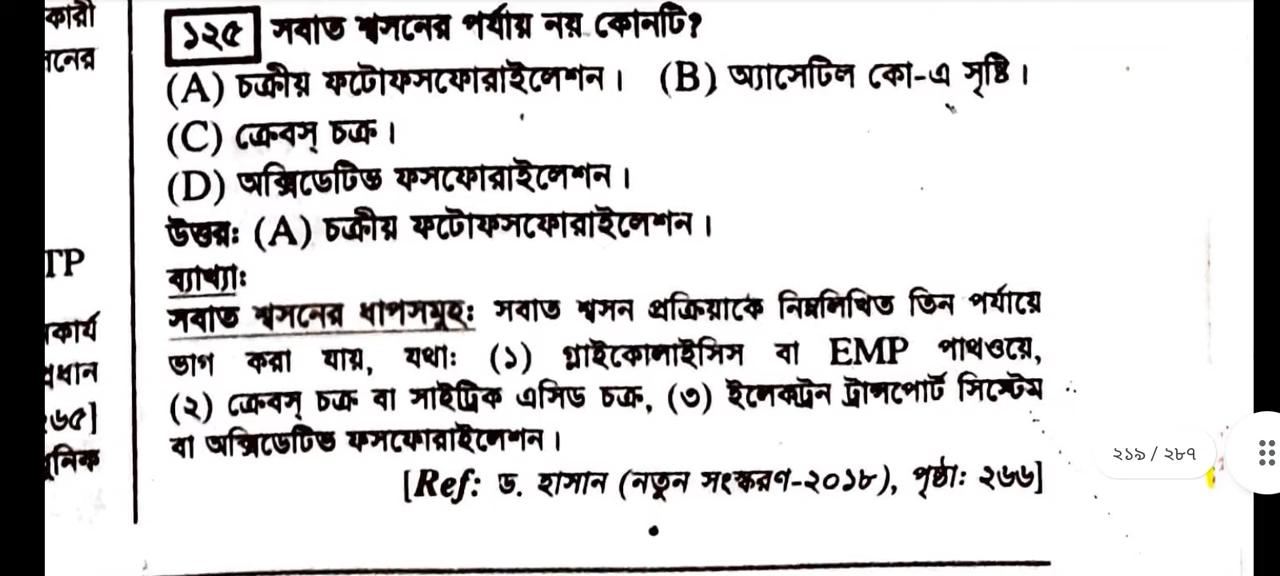 কারী
নের
১২৫ সবাত শ্বসনের পর্যায় নয় কোনটি?
(A) চক্রীয় ফটোফসফোরাইলেশন। (B) অ্যাসেটিল কো-এ সৃষ্টি।
(C) ক্রেবস্ চক্র।
(D) অক্সিডেটিভ ফসফোরাইলেশন।
উত্তর: (A) চক্রীয় ফটোফসফোরাইলেশন।
TP
ব্যাখ্যা:
সবাত শ্বসনের ধাপসমূহ: সবাত শ্বসন প্রক্রিয়াকে নিম্নলিখিত তিন পর্যায়ে
কার্য
ভাগ করা যায়, যথা: (১) গ্লাইকোলাইসিস বা EMP পাথওয়ে,
ধান
(২) ক্রেবস্ চক্র বা সাইট্রিক এসিড চক্র, (৩) ইলেকট্রন ট্রান্সপোর্ট সিস্টেম
২৬৫]
বা অক্সিডেটিভ ফসফোরাইলেশন।
নিক
২১৯ / ২৮৭
[Ref: ড. হাসান (নতুন সংস্করণ-২০১৮), পৃষ্ঠা: ২৬৬]